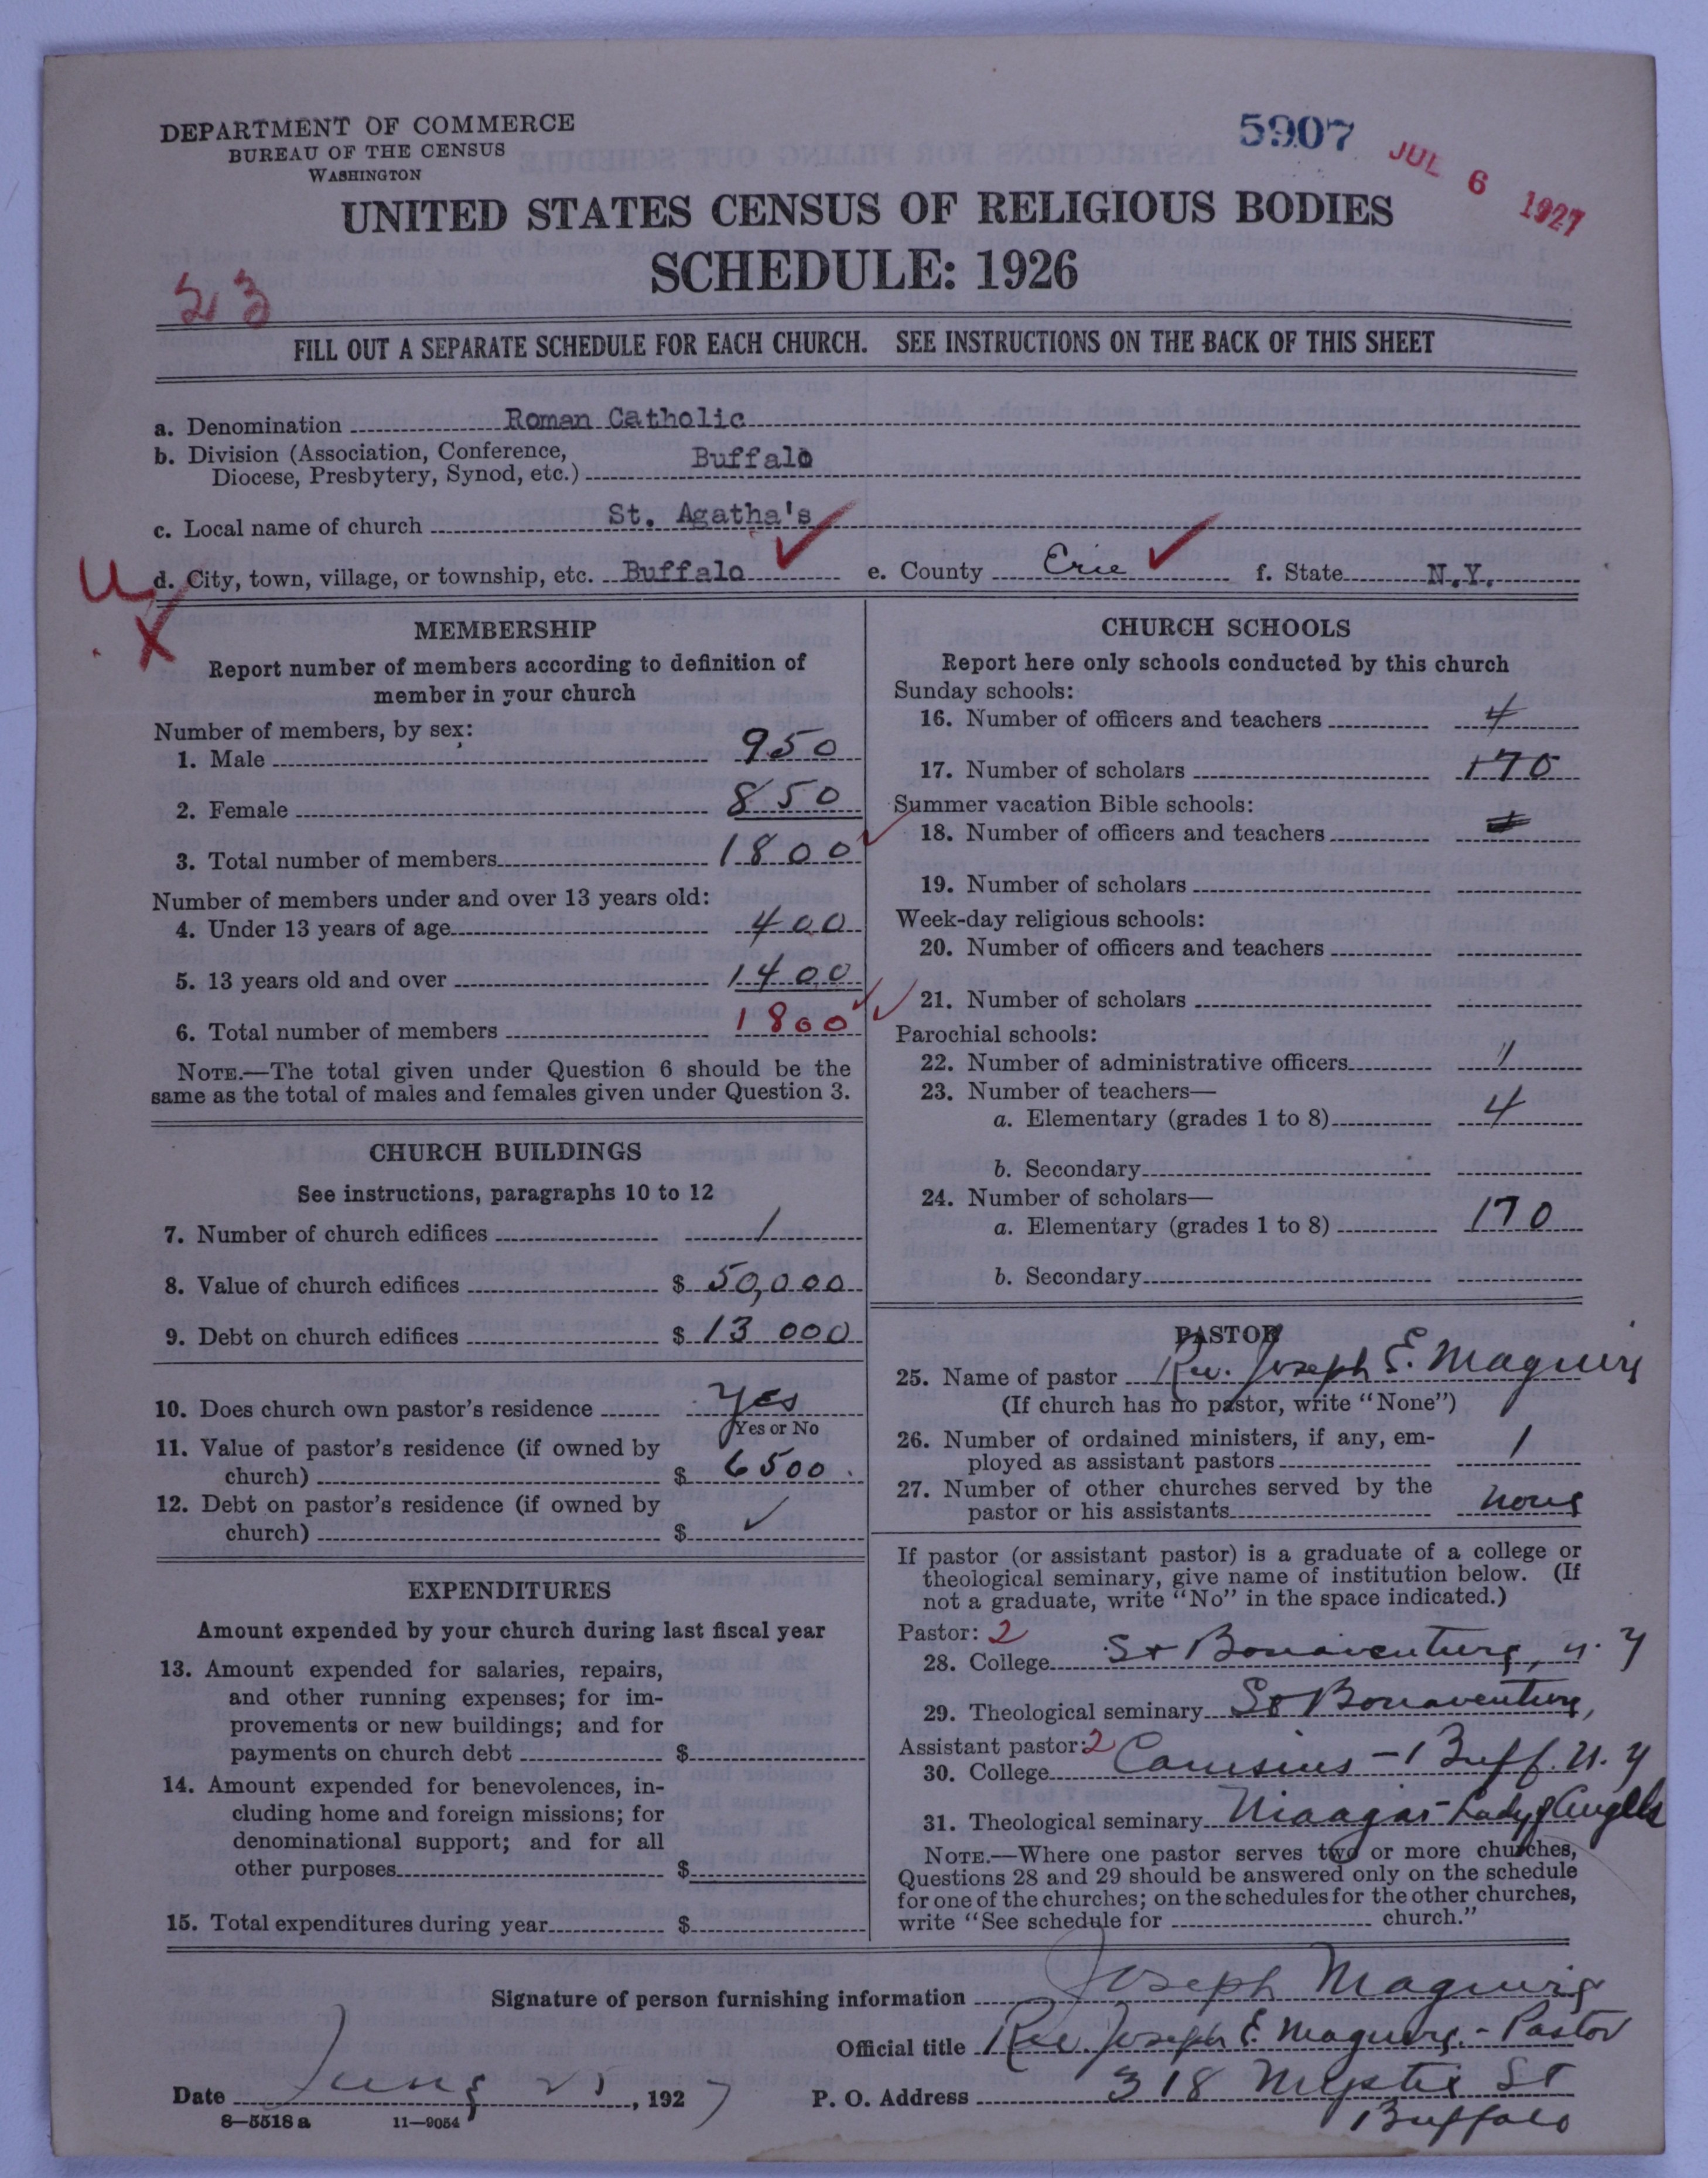 DEPARTMENT OF COMMERCE
BUREAU OF THE CENSUS
WASHINGTON
5907
JUL 6 1927
UNITED STATES CENSUS OF RELIGIOUS BODIES
SCHEDULE: 1926
23
FILL OUT A SEPARATE SCHEDULE FOR EACH CHURCH. SEE INSTRUCTIONS ON THE BACK OF THIS SHEET
a. Denomination Roman Catholic
b. Division (Association, Conference, Diocese, Presbytery, Synod, etc.) Buffalo
c. Local name of church St. Agatha's
d. City, town, village, or township, etc. Buffalo e. County Erie f. State N.Y.
MEMBERSHIP
Report number of members according to definition of
member in your church
Number of members, by sex:
1. Male 950
2. Female 850
3. Total number of members 1800
Number of members under and over 13 years old:
4. Under 13 years of age 400
5. 13 years old and over 1400
6. Total number of members 1800
NOTE.—The total given under Question 6 should be the
same as the total of males and females given under Question 3.
CHURCH BUILDINGS
See instructions, paragraphs 10 to 12
7. Number of church edifices 1
8. Value of church edifices $ 50,000
9. Debt on church edifices $ 13 000
10. Does church own pastor's residence yes
Yes or No
11. Value of pastor's residence (if owned by
church) $ 6500
12. Debt on pastor's residence (if owned by
church) $ ✓
EXPENDITURES
Amount expended by your church during last fiscal year
13. Amount expended for salaries, repairs,
and other running expenses; for im-
provements or new buildings; and for
payments on church debt $
14. Amount expended for benevolences, in-
cluding home and foreign missions; for
denominational support; and for all
other purposes $
15. Total expenditures during year $
CHURCH SCHOOLS
Report here only schools conducted by this church
Sunday schools:
16. Number of officers and teachers 4
17. Number of scholars 170
Summer vacation Bible schools:
18. Number of officers and teachers
19. Number of scholars
Week-day religious schools:
20. Number of officers and teachers
21. Number of scholars
Parochial schools:
22. Number of administrative officers 1
23. Number of teachers—
a. Elementary (grades 1 to 8) 4
b. Secondary
24. Number of scholars—
a. Elementary (grades 1 to 8) 170
b. Secondary
PASTOR
25. Name of pastor Rev. Joseph E. Maguire
(If church has no pastor, write "None")
26. Number of ordained ministers, if any, em-
ployed as assistant pastors 1
27. Number of other churches served by the
pastor or his assistants none
If pastor (or assistant pastor) is a graduate of a college or
theological seminary, give name of institution below. (If
not a graduate, write "No" in the space indicated.)
Pastor: 2
28. College St Bonaventure, N.Y
29. Theological seminary St Bonaventure,
Assistant pastor: 2
30. College Canisius - Buff. N.Y
31. Theological seminary Niagar - Lady of Angels
NOTE.—Where one pastor serves two or more churches,
Questions 28 and 29 should be answered only on the schedule
for one of the churches; on the schedules for the other churches,
write "See schedule for church."
Signature of person furnishing information Joseph Maguire
Official title Rev. Joseph E. Maguire. - Pastor
Date June 25, 1927 P. O. Address 318 Mystic St
Buffalo
8—5518a 11—9054